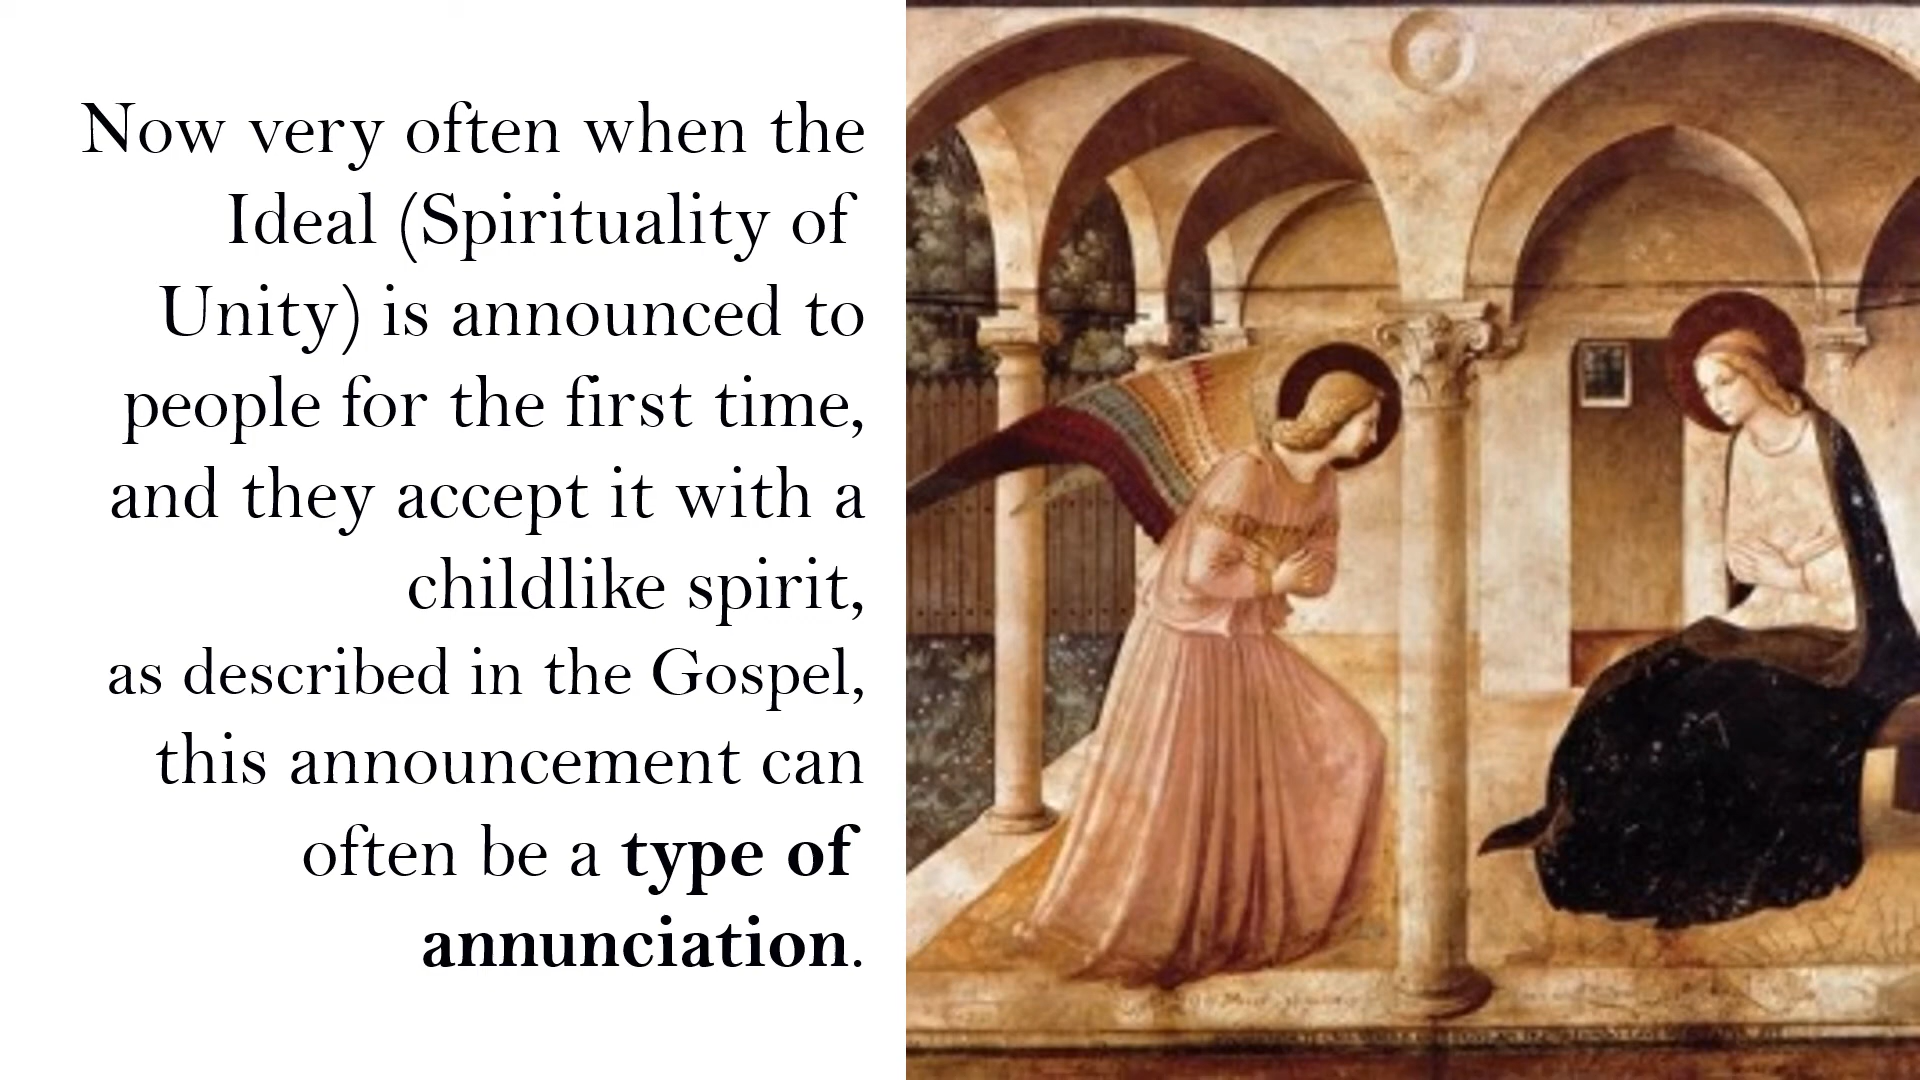 Now very often when the
Ideal (Spirituality of
Unity) is announced to
people for the first time,
and they accept it with a
childlike spirit,
as described in the Gospel,
this announcement can
often be a type of
annunciation.